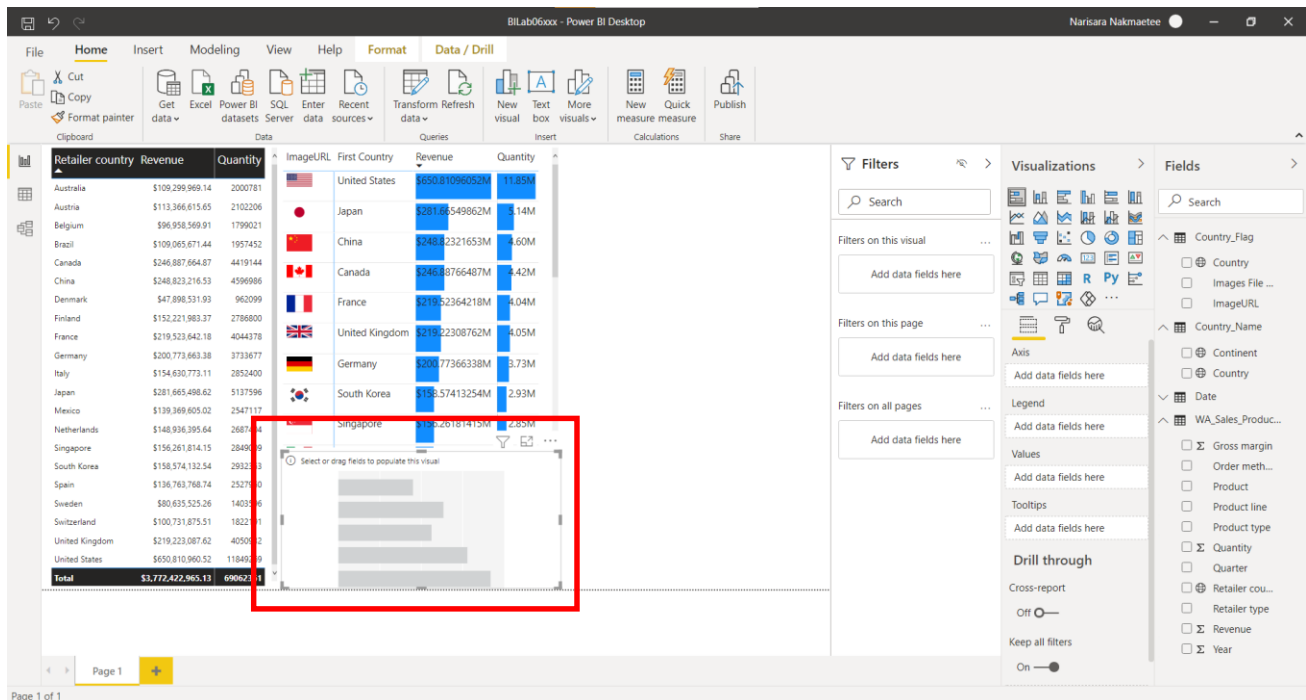 BILab06xxx - Power BI Desktop
Narisara Nakmaetee
File Home Insert Modeling View Help Format Data / Drill
Paste
Cut
Copy
Format painter
Clipboard
Get data
Excel
Power BI datasets
SQL Server
Enter data
Recent sources
Data
Transform data
Refresh
Queries
New visual
Text box
More visuals
Insert
New measure
Quick measure
Calculations
Publish
Share
Retailer country Revenue Quantity
Australia $109,299,969.14 2000781
Austria $113,366,615.65 2102206
Belgium $96,958,569.91 1799021
Brazil $109,065,671.44 1957452
Canada $246,887,664.87 4419144
China $248,823,216.53 4596986
Denmark $47,898,531.93 962099
Finland $152,221,983.37 2786800
France $219,523,642.18 4044378
Germany $200,773,663.38 3733677
Italy $154,630,773.11 2852400
Japan $281,665,498.62 5137596
Mexico $139,369,605.02 2547117
Netherlands $148,936,395.64
Singapore $156,261,814.15
South Korea $158,574,132.54
Spain $136,763,768.74
Sweden $80,635,525.26
Switzerland $100,731,875.51
United Kingdom $219,223,087.62
United States $650,810,960.52
Total $3,772,422,965.13
ImageURL First Country Revenue Quantity
United States $650.81096052M 11.85M
Japan $281.66549862M 5.14M
China $248.82321653M 4.60M
Canada $246.88766487M 4.42M
France $219.52364218M 4.04M
United Kingdom $219.22308762M 4.05M
Germany $200.77366338M 3.73M
South Korea $158.57413254M 2.93M
Singapore $156.26181415M 2.85M
Select or drag fields to populate this visual
Filters
Search
Filters on this visual ...
Add data fields here
Filters on this page ...
Add data fields here
Filters on all pages ...
Add data fields here
Visualizations
R Py
123
...
Axis
Add data fields here
Legend
Add data fields here
Values
Add data fields here
Tooltips
Add data fields here
Drill through
Cross-report
Off
Keep all filters
On
Fields
Search
Country_Flag
Country
Images File ...
ImageURL
Country_Name
Continent
Country
Date
WA_Sales_Produc...
Σ Gross margin
Order meth...
Product
Product line
Product type
Σ Quantity
Quarter
Retailer cou...
Retailer type
Σ Revenue
Σ Year
Page 1
+
Page 1 of 1